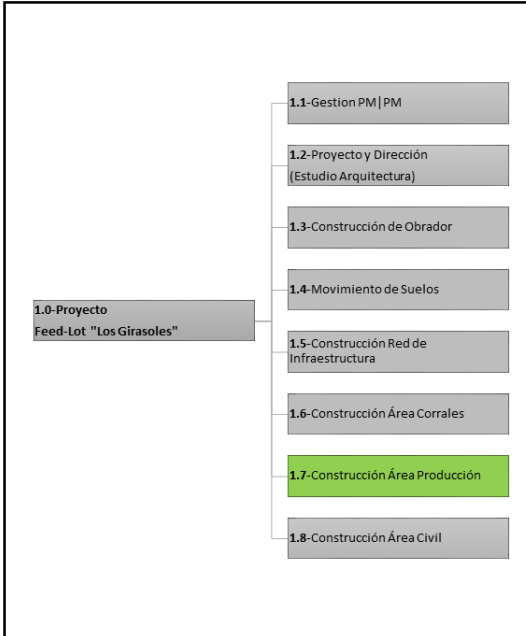 1.1-Gestion PM|PM
1.2-Proyecto y Dirección
(Estudio Arquitectura)
1.3-Construcción de Obrador
1.4-Movimiento de Suelos
1.0-Proyecto
Feed-Lot "Los Girasoles"
1.5-Construcción Red de
Infraestructura
1.6-Construcción Área Corrales
1.7-Construcción Área Producción
1.8-Construcción Área Civil